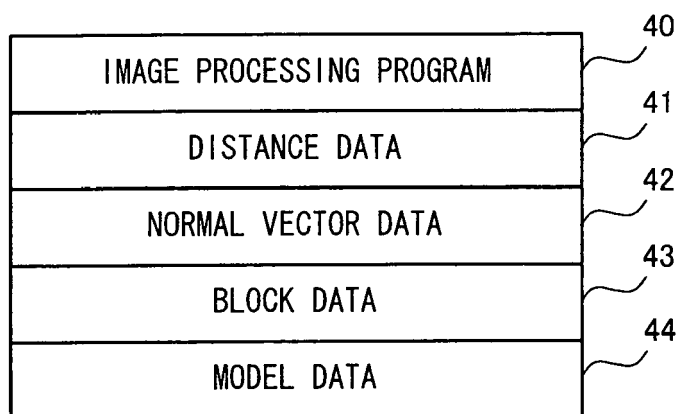 40
IMAGE PROCESSING PROGRAM
41
DISTANCE DATA
42
NORMAL VECTOR DATA
43
BLOCK DATA
44
MODEL DATA